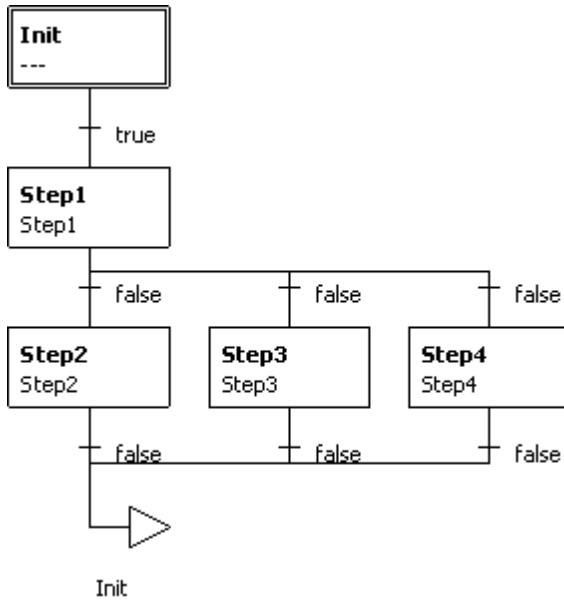 Init
---
true
Step1
Step1
false
false
false
Step2
Step2
Step3
Step3
Step4
Step4
false
false
false
Init